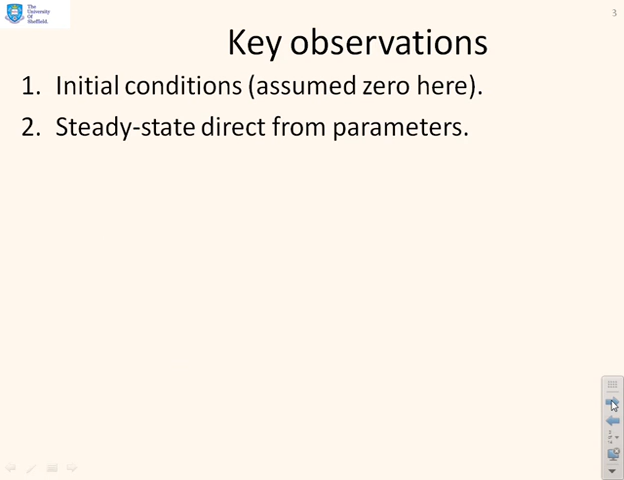 The
University
Of
Sheffield.
3
Key observations
1. Initial conditions (assumed zero here).
2. Steady-state direct from parameters.